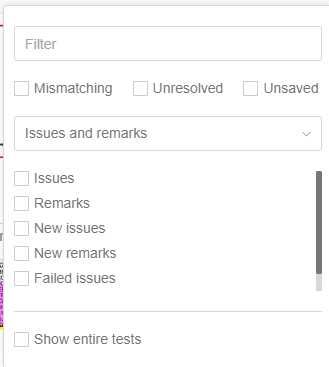 Filter
Mismatching Unresolved Unsaved
Issues and remarks
Issues
Remarks
New issues
New remarks
Failed issues
Show entire tests